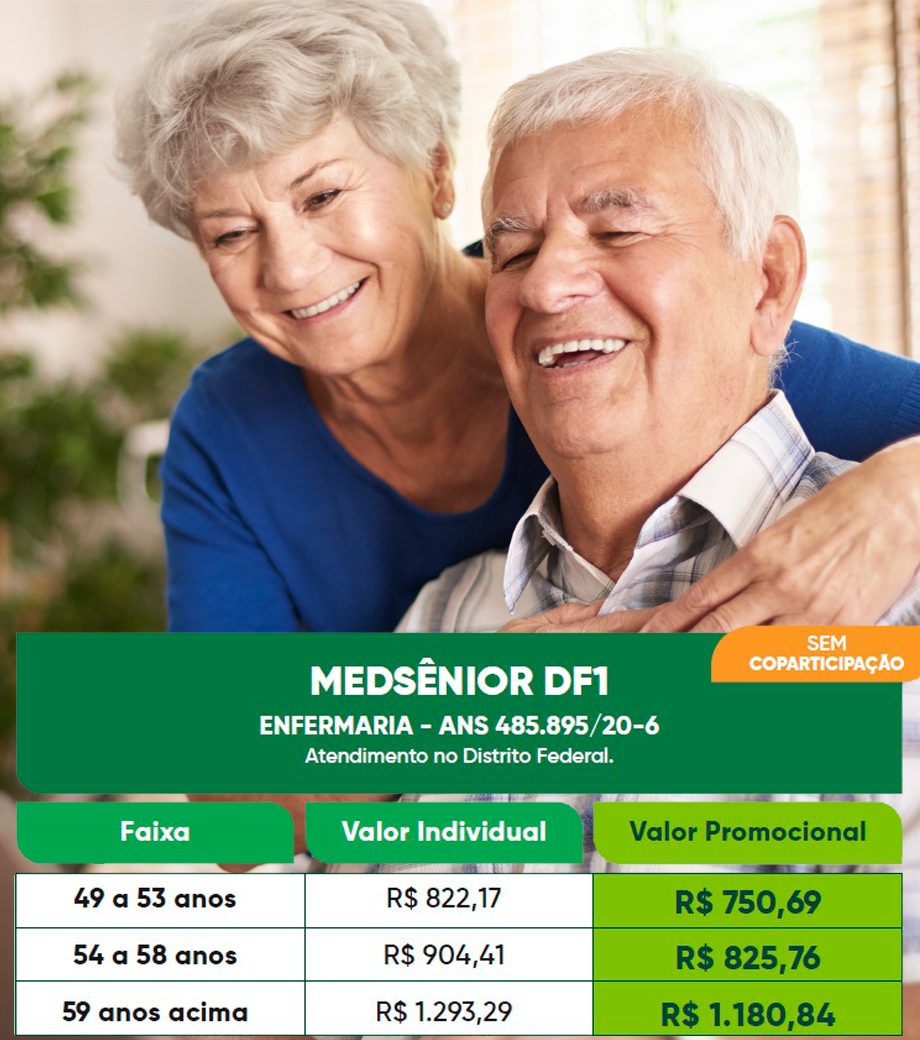 SEM
COPARTICIPAÇÃO
MEDSÊNIOR DF1
ENFERMARIA - ANS 485.895/20-6
Atendimento no Distrito Federal.
Faixa Valor Individual Valor Promocional
49 a 53 anos R$ 822,17 R$ 750,69
54 a 58 anos R$ 904,41 R$ 825,76
59 anos acima R$ 1.293,29 R$ 1.180,84